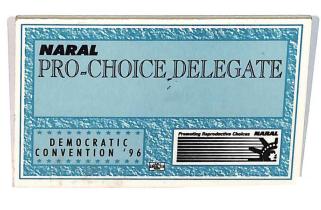 NARAL
PRO-CHOICE DELEGATE
DEMOCRATIC
CONVENTION '96
Promoting Reproductive Choices NARAL